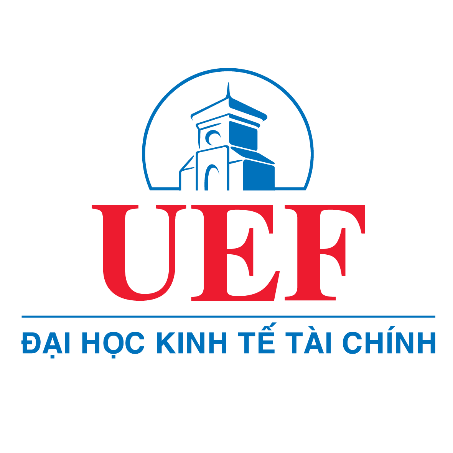 UEF
ĐẠI HỌC KINH TẾ TÀI CHÍNH